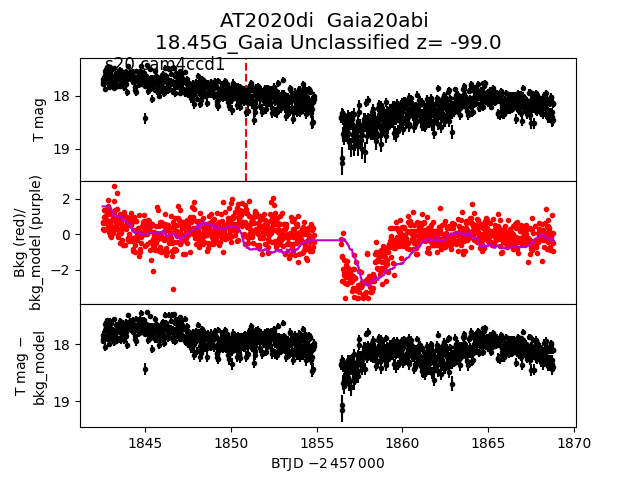 AT2020di  Gaia20abi
18.45G_Gaia Unclassified z= -99.0
s20 cam4ccd1
18
19
T mag
2
0
−2
Bkg (red)/
bkg_model (purple)
18
19
T mag −
bkg_model
1845
1850
1855
1860
1865
1870
BTJD −2 457 000